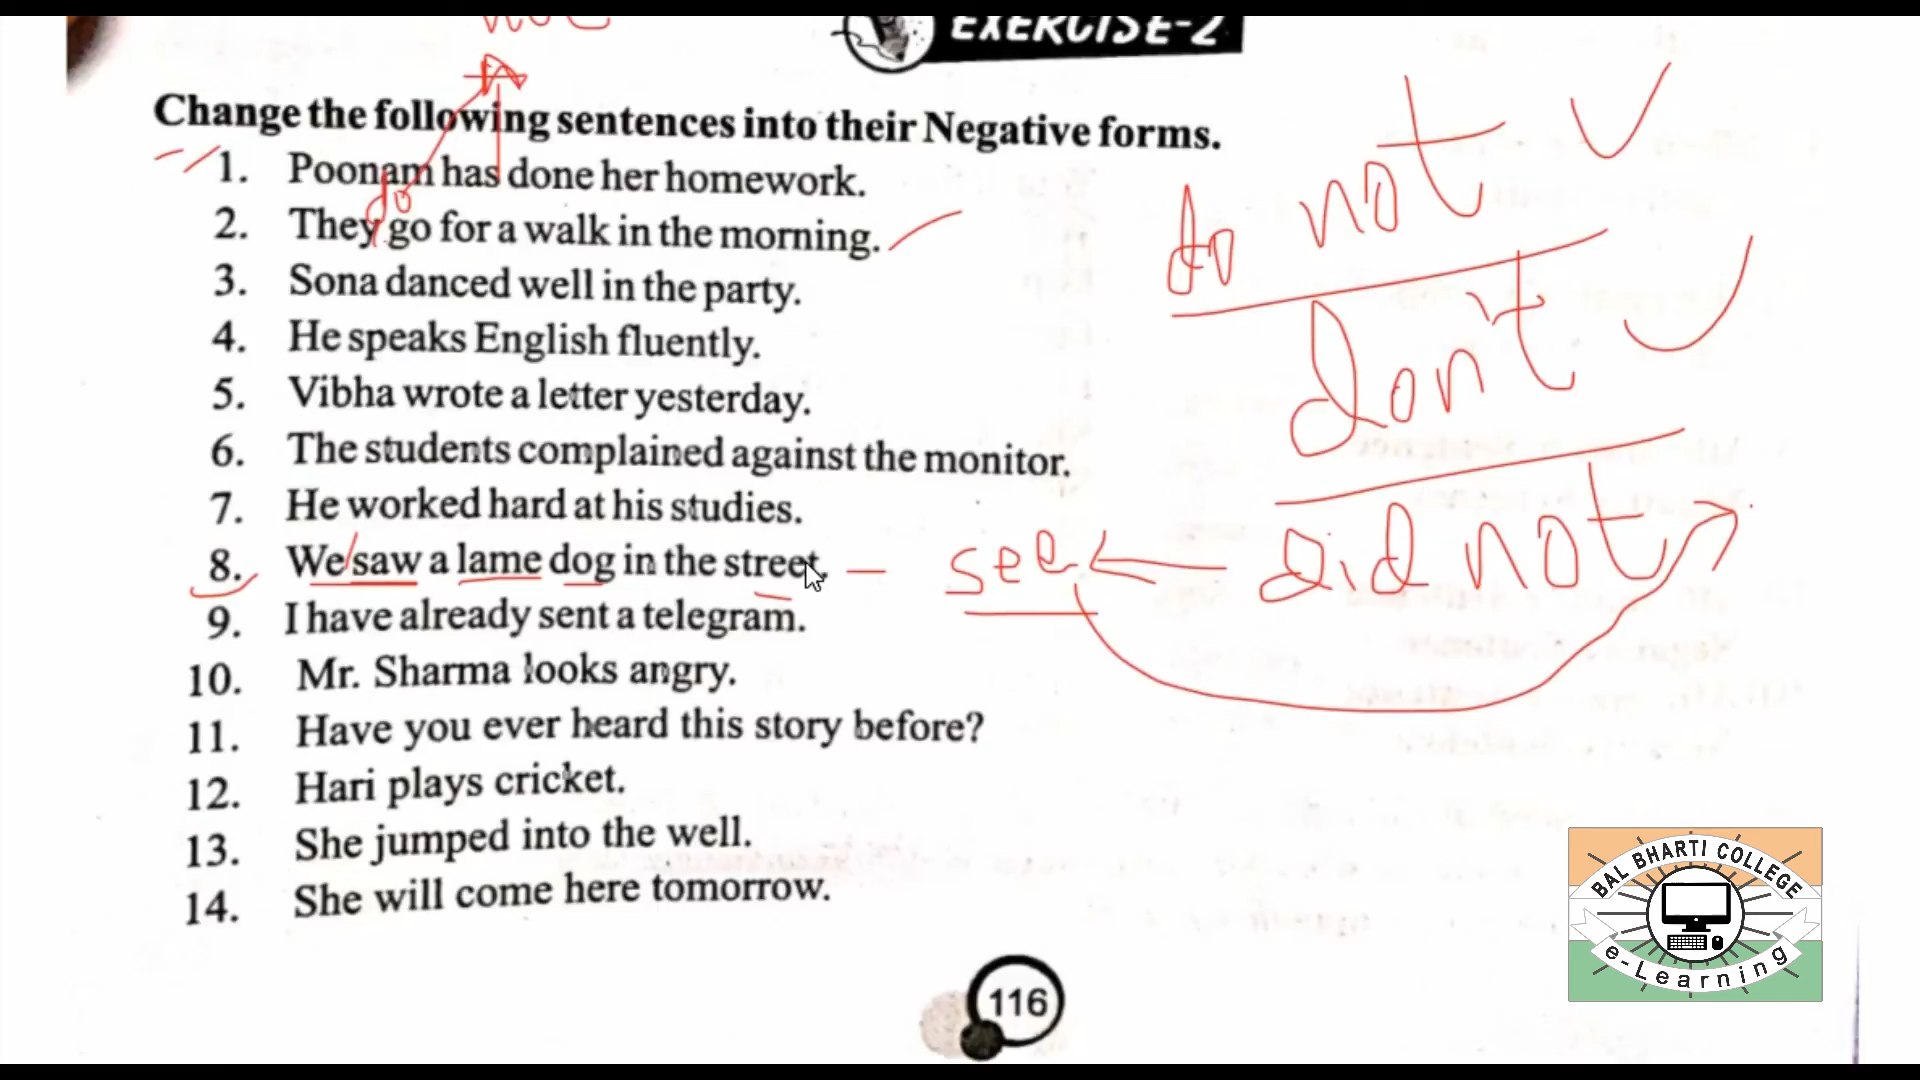 not
EXERCISE-2
Change the following sentences into their Negative forms.
1. Poonam has done her homework.
do
2. They go for a walk in the morning.
3. Sona danced well in the party.
4. He speaks English fluently.
5. Vibha wrote a letter yesterday.
6. The students complained against the monitor.
7. He worked hard at his studies.
8. We saw a lame dog in the street.
9. I have already sent a telegram.
10. Mr. Sharma looks angry.
11. Have you ever heard this story before?
12. Hari plays cricket.
13. She jumped into the well.
14. She will come here tomorrow.
116
do not
don't
see
did not
BAL BHARTI COLLEGE
e-Learning